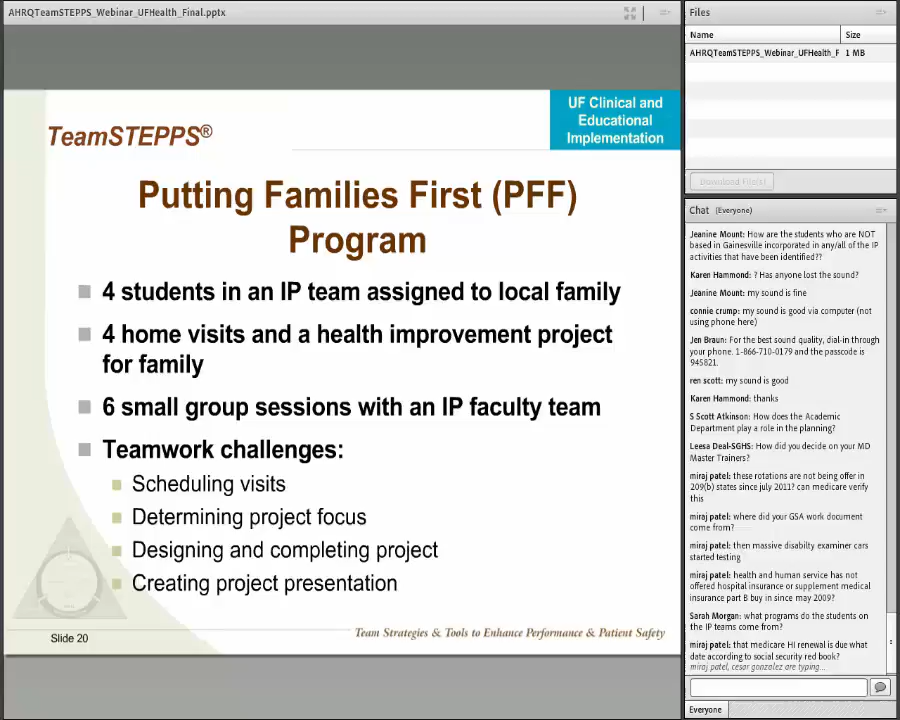 AHRQTeamSTEPPS_Webinar_UFHealth_Final.pptx
UF Clinical and
Educational
Implementation
TeamSTEPPS®
Putting Families First (PFF)
Program
4 students in an IP team assigned to local family
4 home visits and a health improvement project
for family
6 small group sessions with an IP faculty team
Teamwork challenges:
Scheduling visits
Determining project focus
Designing and completing project
Creating project presentation
Slide 20
Team Strategies & Tools to Enhance Performance & Patient Safety
Files
Name Size
AHRQTeamSTEPPS_Webinar_UFHealth_F 1 MB
Download File(s)
Chat (Everyone)
Jeanine Mount: How are the students who are NOT
based in Gainesville incorporated in any/all of the IP
activities that have been identified??
Karen Hammond: ? Has anyone lost the sound?
Jeanine Mount: my sound is fine
connie crump: my sound is good via computer (not
using phone here)
Jen Braun: For the best sound quality, dial-in through
your phone. 1-866-710-0179 and the passcode is
945821.
ren scott: my sound is good
Karen Hammond: thanks
S Scott Atkinson: How does the Academic
Department play a role in the planning?
Leesa Deal-SGHS: How did you decide on your MD
Master Trainers?
miraj patel: these rotations are not being offer in
209(b) states since july 2011? can medicare verify
this
miraj patel: where did your GSA work document
come from?
miraj patel: then massive disabilty examiner cars
started testing
miraj patel: health and human service has not
offered hospital insurance or supplement medical
insurance part B buy in since may 2009?
Sarah Morgan: what programs do the students on
the IP teams come from?
miraj patel: that medicare HI renewal is due what
date according to social security red book?
miraj patel, cesar gonzalez are typing...
Everyone